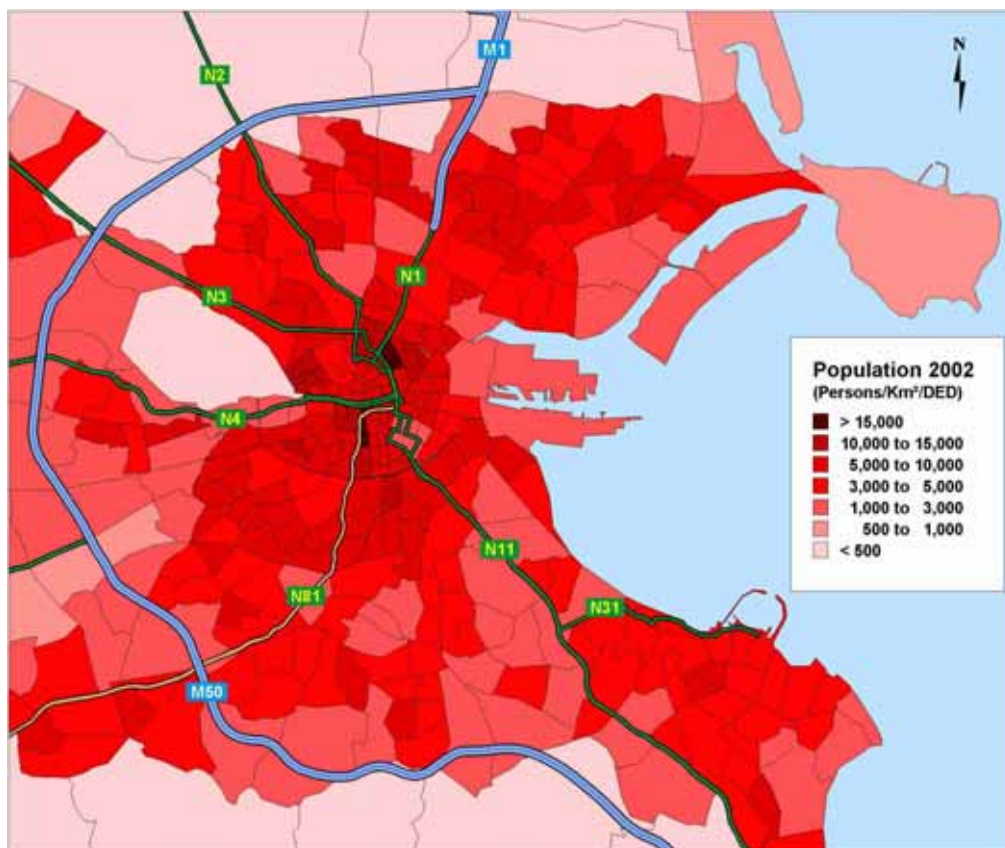 M1
N
N2
N1
N3
N4
Population 2002
(Persons/Km²/DED)
> 15,000
10,000 to 15,000
5,000 to 10,000
3,000 to 5,000
1,000 to 3,000
500 to 1,000
< 500
N11
N81
N31
M50